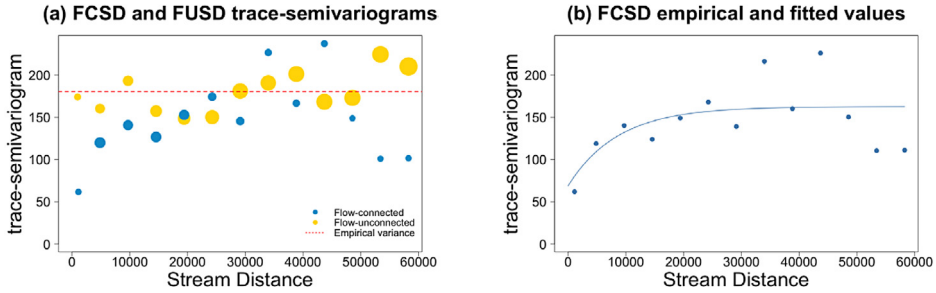 (a) FCSD and FUSD trace-semivariograms
trace-semivariogram
200
150
100
50
0
Flow-connected
Flow-unconnected
Empirical variance
0 10000 20000 30000 40000 50000 60000
Stream Distance
(b) FCSD empirical and fitted values
trace-semivariogram
200
150
100
50
0
0 10000 20000 30000 40000 50000 60000
Stream Distance